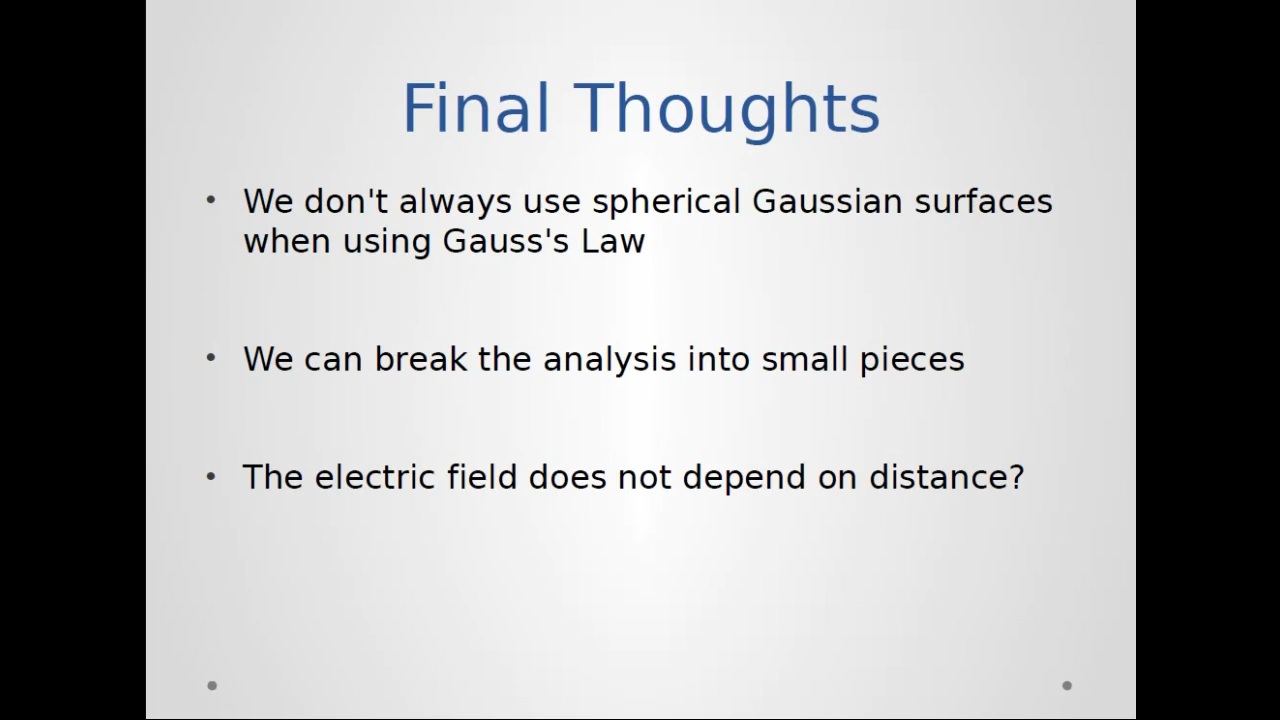 Final Thoughts
• We don't always use spherical Gaussian surfaces
when using Gauss's Law
• We can break the analysis into small pieces
• The electric field does not depend on distance?